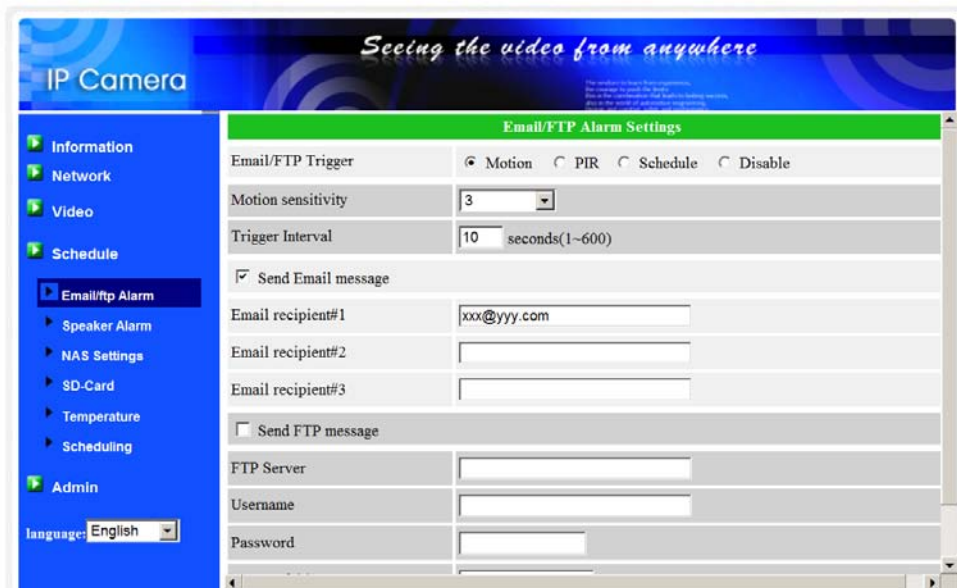 Seeing the video from anywhere
IP Camera
Information
Network
Video
Schedule
Email/ftp Alarm
Speaker Alarm
NAS Settings
SD-Card
Temperature
Scheduling
Admin
language: English
Email/FTP Alarm Settings
Email/FTP Trigger Motion PIR Schedule Disable
Motion sensitivity 3
Trigger Interval 10 seconds(1~600)
Send Email message
Email recipient#1 xxx@yyy.com
Email recipient#2
Email recipient#3
Send FTP message
FTP Server
Username
Password